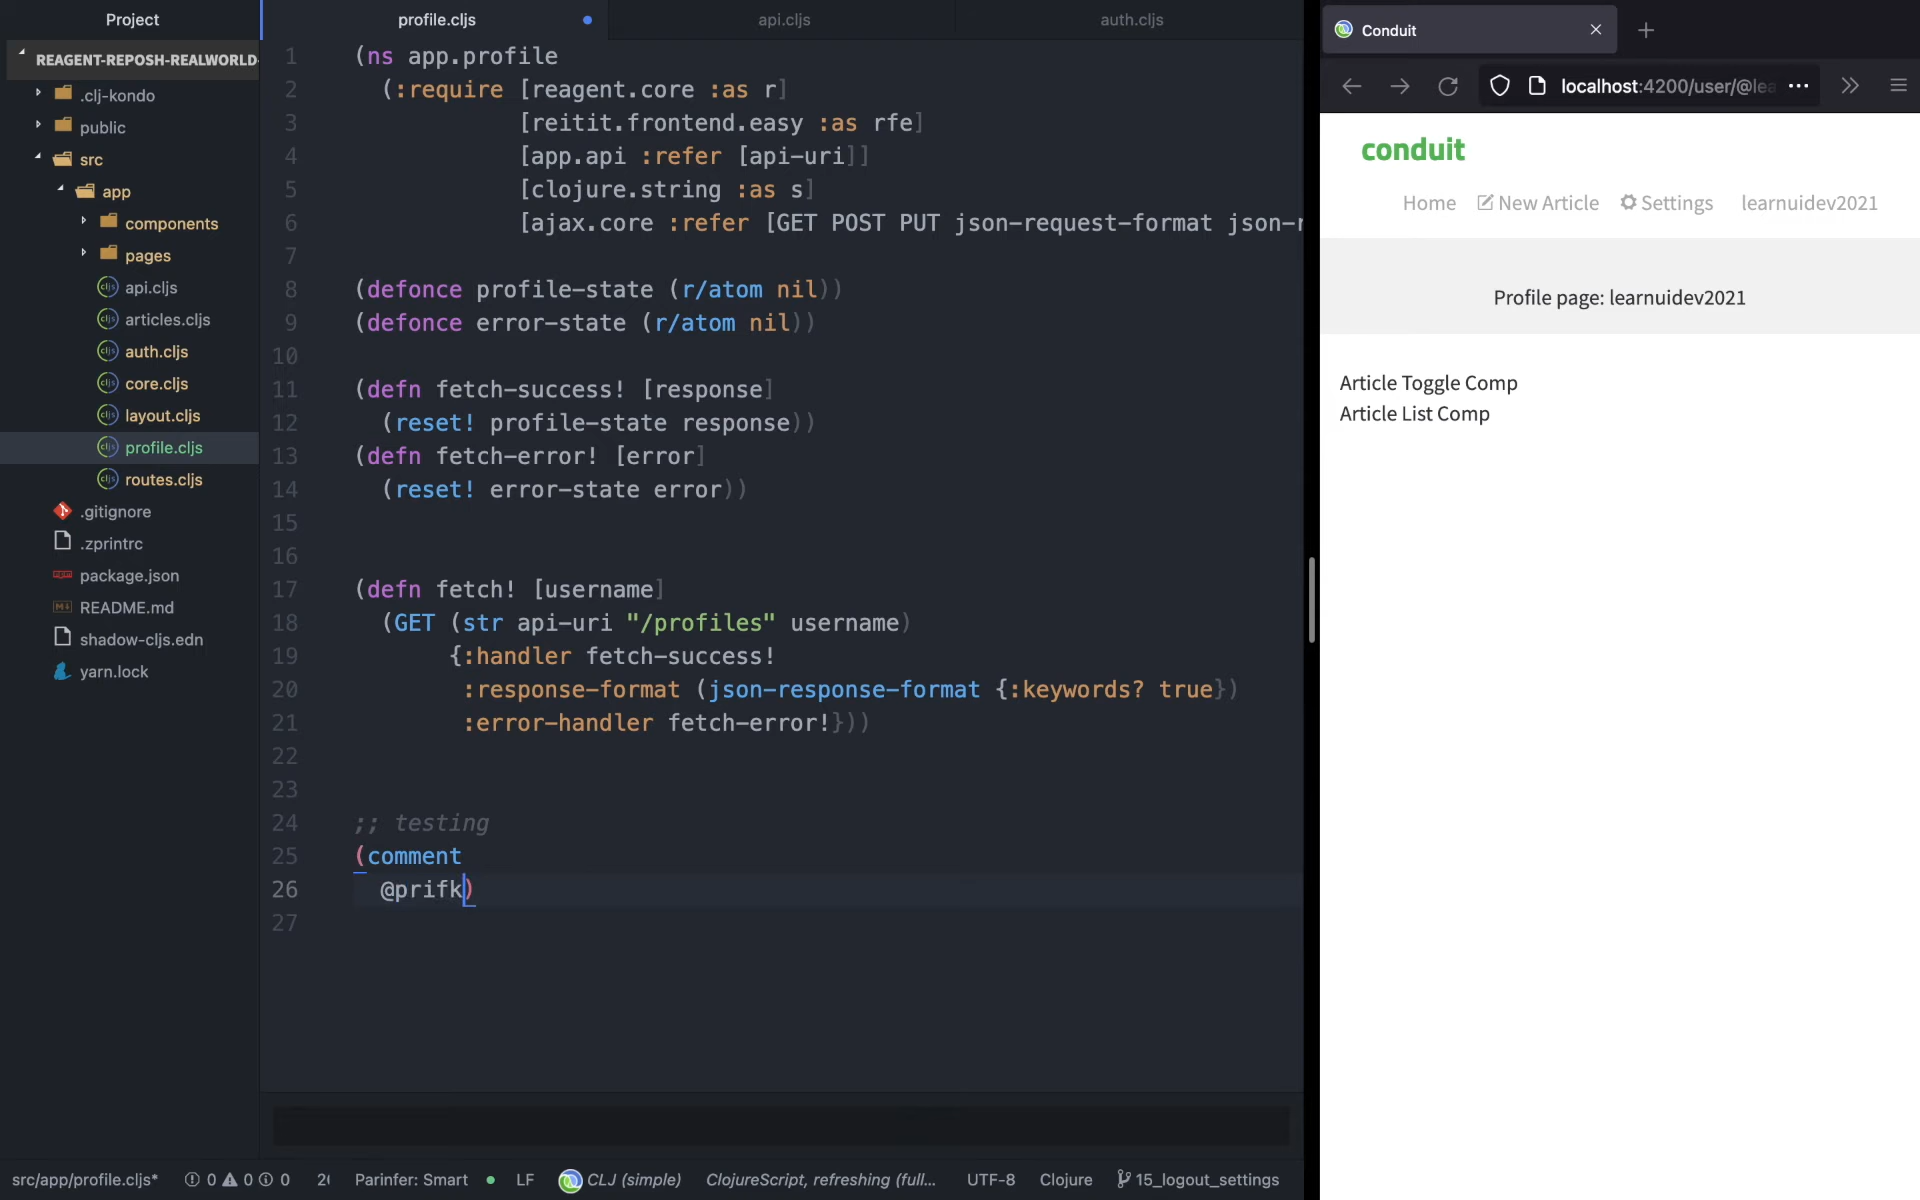 Project
REAGENT-REPOSH-REALWORLD-
.clj-kondo
public
src
app
components
pages
api.cljs
articles.cljs
auth.cljs
core.cljs
layout.cljs
profile.cljs
routes.cljs
.gitignore
.zprintrc
package.json
README.md
shadow-cljs.edn
yarn.lock
profile.cljs
api.cljs
auth.cljs
1 (ns app.profile
2 (:require [reagent.core :as r]
3 [reitit.frontend.easy :as rfe]
4 [app.api :refer [api-uri]]
5 [clojure.string :as s]
6 [ajax.core :refer [GET POST PUT json-request-format json-r
7
8 (defonce profile-state (r/atom nil))
9 (defonce error-state (r/atom nil))
10
11 (defn fetch-success! [response]
12 (reset! profile-state response))
13 (defn fetch-error! [error]
14 (reset! error-state error))
15
16
17 (defn fetch! [username]
18 (GET (str api-uri "/profiles" username)
19 {:handler fetch-success!
20 :response-format (json-response-format {:keywords? true})
21 :error-handler fetch-error!}))
22
23
24 ;; testing
25 (comment
26 @prifk)
27
src/app/profile.cljs* 0 0 0 2( Parinfer: Smart LF CLJ (simple) ClojureScript, refreshing (full... UTF-8 Clojure 15_logout_settings
Conduit
localhost:4200/user/@lea
conduit
Home New Article Settings learnuidev2021
Profile page: learnuidev2021
Article Toggle Comp
Article List Comp